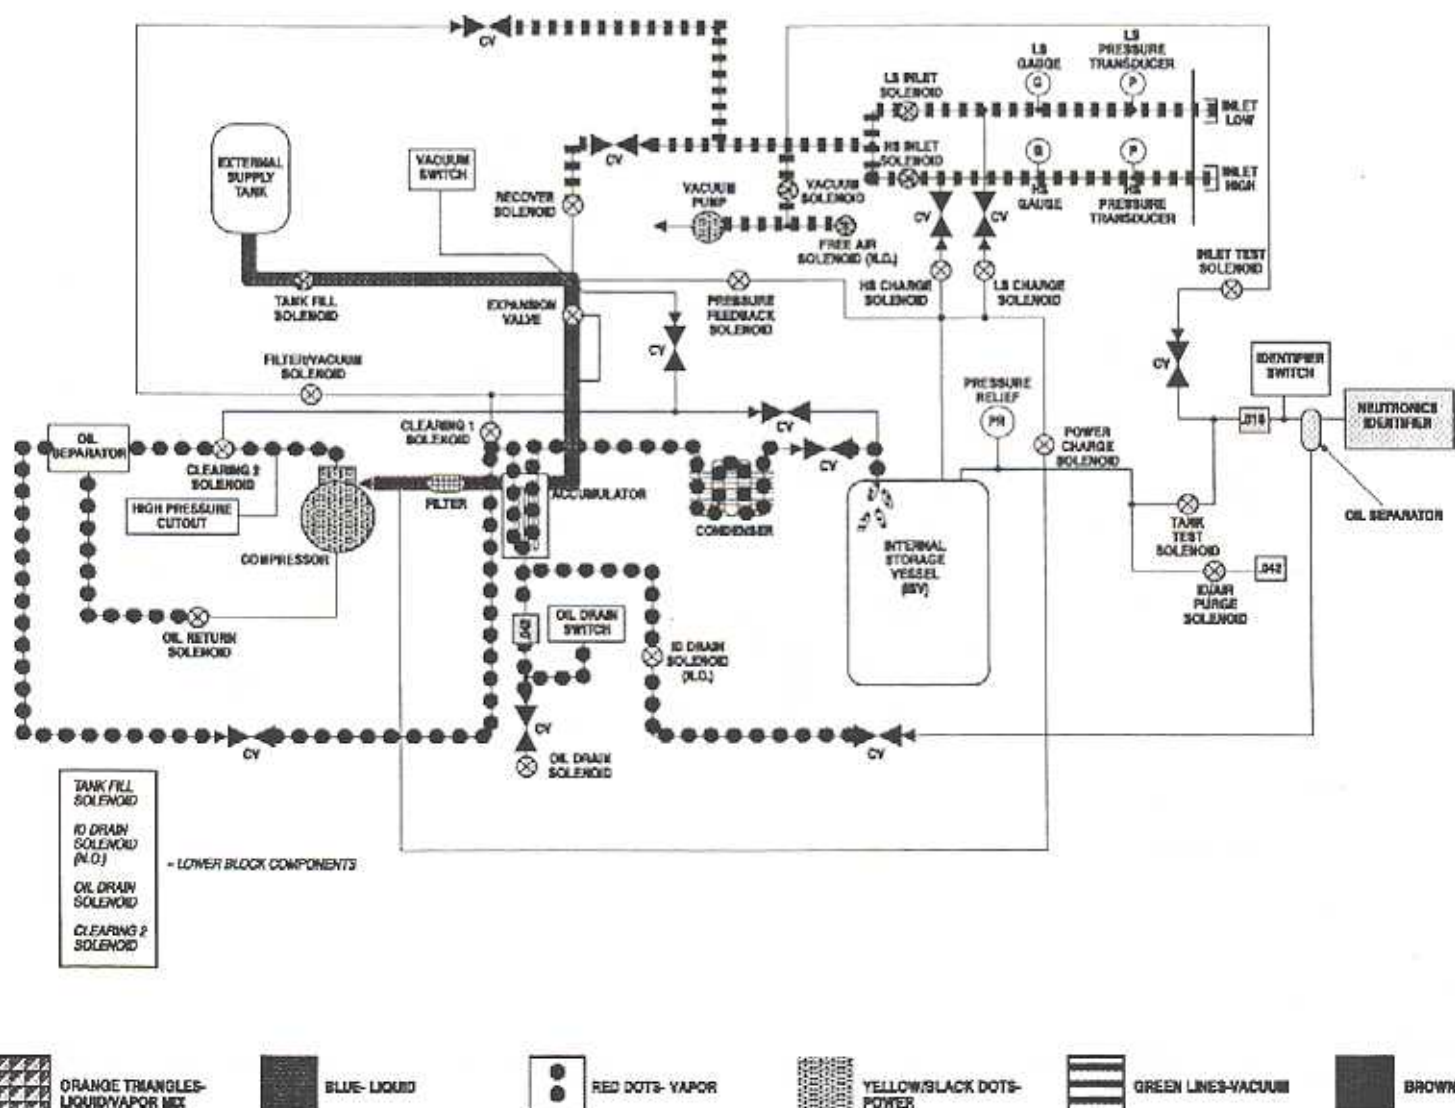 CV
LS
GAUGE
LS
PRESSURE
TRANSDUCER
G
P
LS INLET
SOLENOID
INLET
LOW
EXTERNAL
SUPPLY
TANK
VACUUM
SWITCH
CV
HS INLET
SOLENOID
G
P
INLET
HIGH
RECOVER
SOLENOID
VACUUM
PUMP
VACUUM
SOLENOID
CV
CV
HS
GAUGE
HS
PRESSURE
TRANSDUCER
FREE AIR
SOLENOID (N.O.)
INLET TEST
SOLENOID
TANK FILL
SOLENOID
EXPANSION
VALVE
PRESSURE
FEEDBACK
SOLENOID
HS CHARGE
SOLENOID
LS CHARGE
SOLENOID
CV
CV
FILTER/VACUUM
SOLENOID
IDENTIFIER
SWITCH
PRESSURE
RELIEF
PR
NEUTRONICS
IDENTIFIER
.016
OIL
SEPARATOR
CLEARING 1
SOLENOID
CV
CV
POWER
CHARGE
SOLENOID
CLEARING 2
SOLENOID
HIGH PRESSURE
CUTOUT
FILTER
ACCUMULATOR
CONDENSER
OIL SEPARATOR
COMPRESSOR
INTERNAL
STORAGE
VESSEL
(ISV)
TANK
TEST
SOLENOID
.042
ID/AIR
PURGE
SOLENOID
.042
OIL DRAIN
SWITCH
OIL RETURN
SOLENOID
ID DRAIN
SOLENOID
(N.O.)
CV
CV
CV
OIL DRAIN
SOLENOID
TANK FILL
SOLENOID
ID DRAIN
SOLENOID
(N.O.)
OIL DRAIN
SOLENOID
CLEARING 2
SOLENOID
= LOWER BLOCK COMPONENTS
ORANGE TRIANGLES-
LIQUID/VAPOR MIX
BLUE- LIQUID
RED DOTS- VAPOR
YELLOW/BLACK DOTS-
POWER
GREEN LINES-VACUUM
BROWN